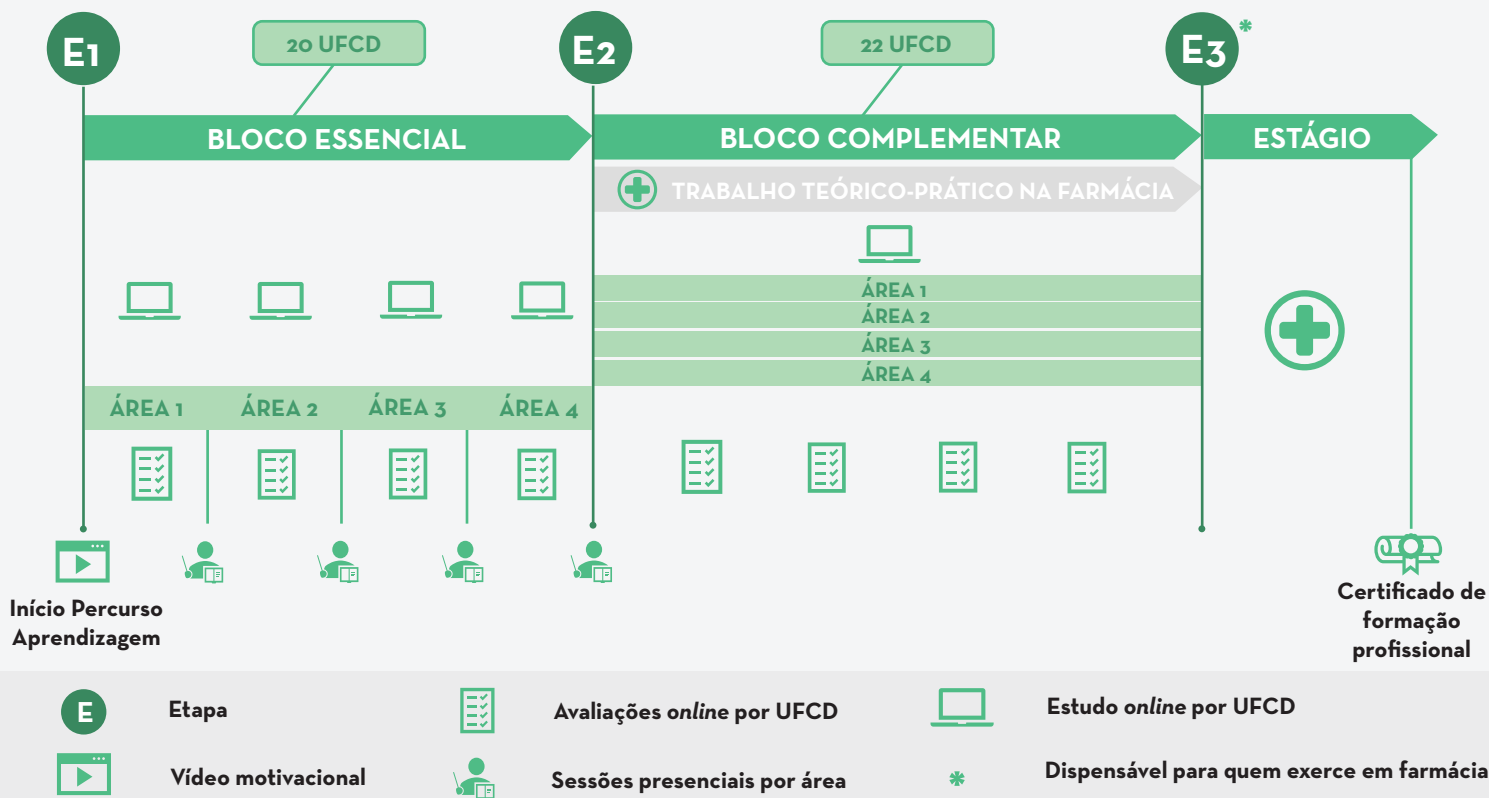 E1
20 UFCD
E2
22 UFCD
E3 *
BLOCO ESSENCIAL
BLOCO COMPLEMENTAR
ESTÁGIO
TRABALHO TEÓRICO-PRÁTICO NA FARMÁCIA
ÁREA 1
ÁREA 2
ÁREA 3
ÁREA 4
ÁREA 1
ÁREA 2
ÁREA 3
ÁREA 4
Início Percurso
Aprendizagem
Certificado de
formação
profissional
E
Etapa
Avaliações online por UFCD
Estudo online por UFCD
Vídeo motivacional
Sessões presenciais por área
* Dispensável para quem exerce em farmácia